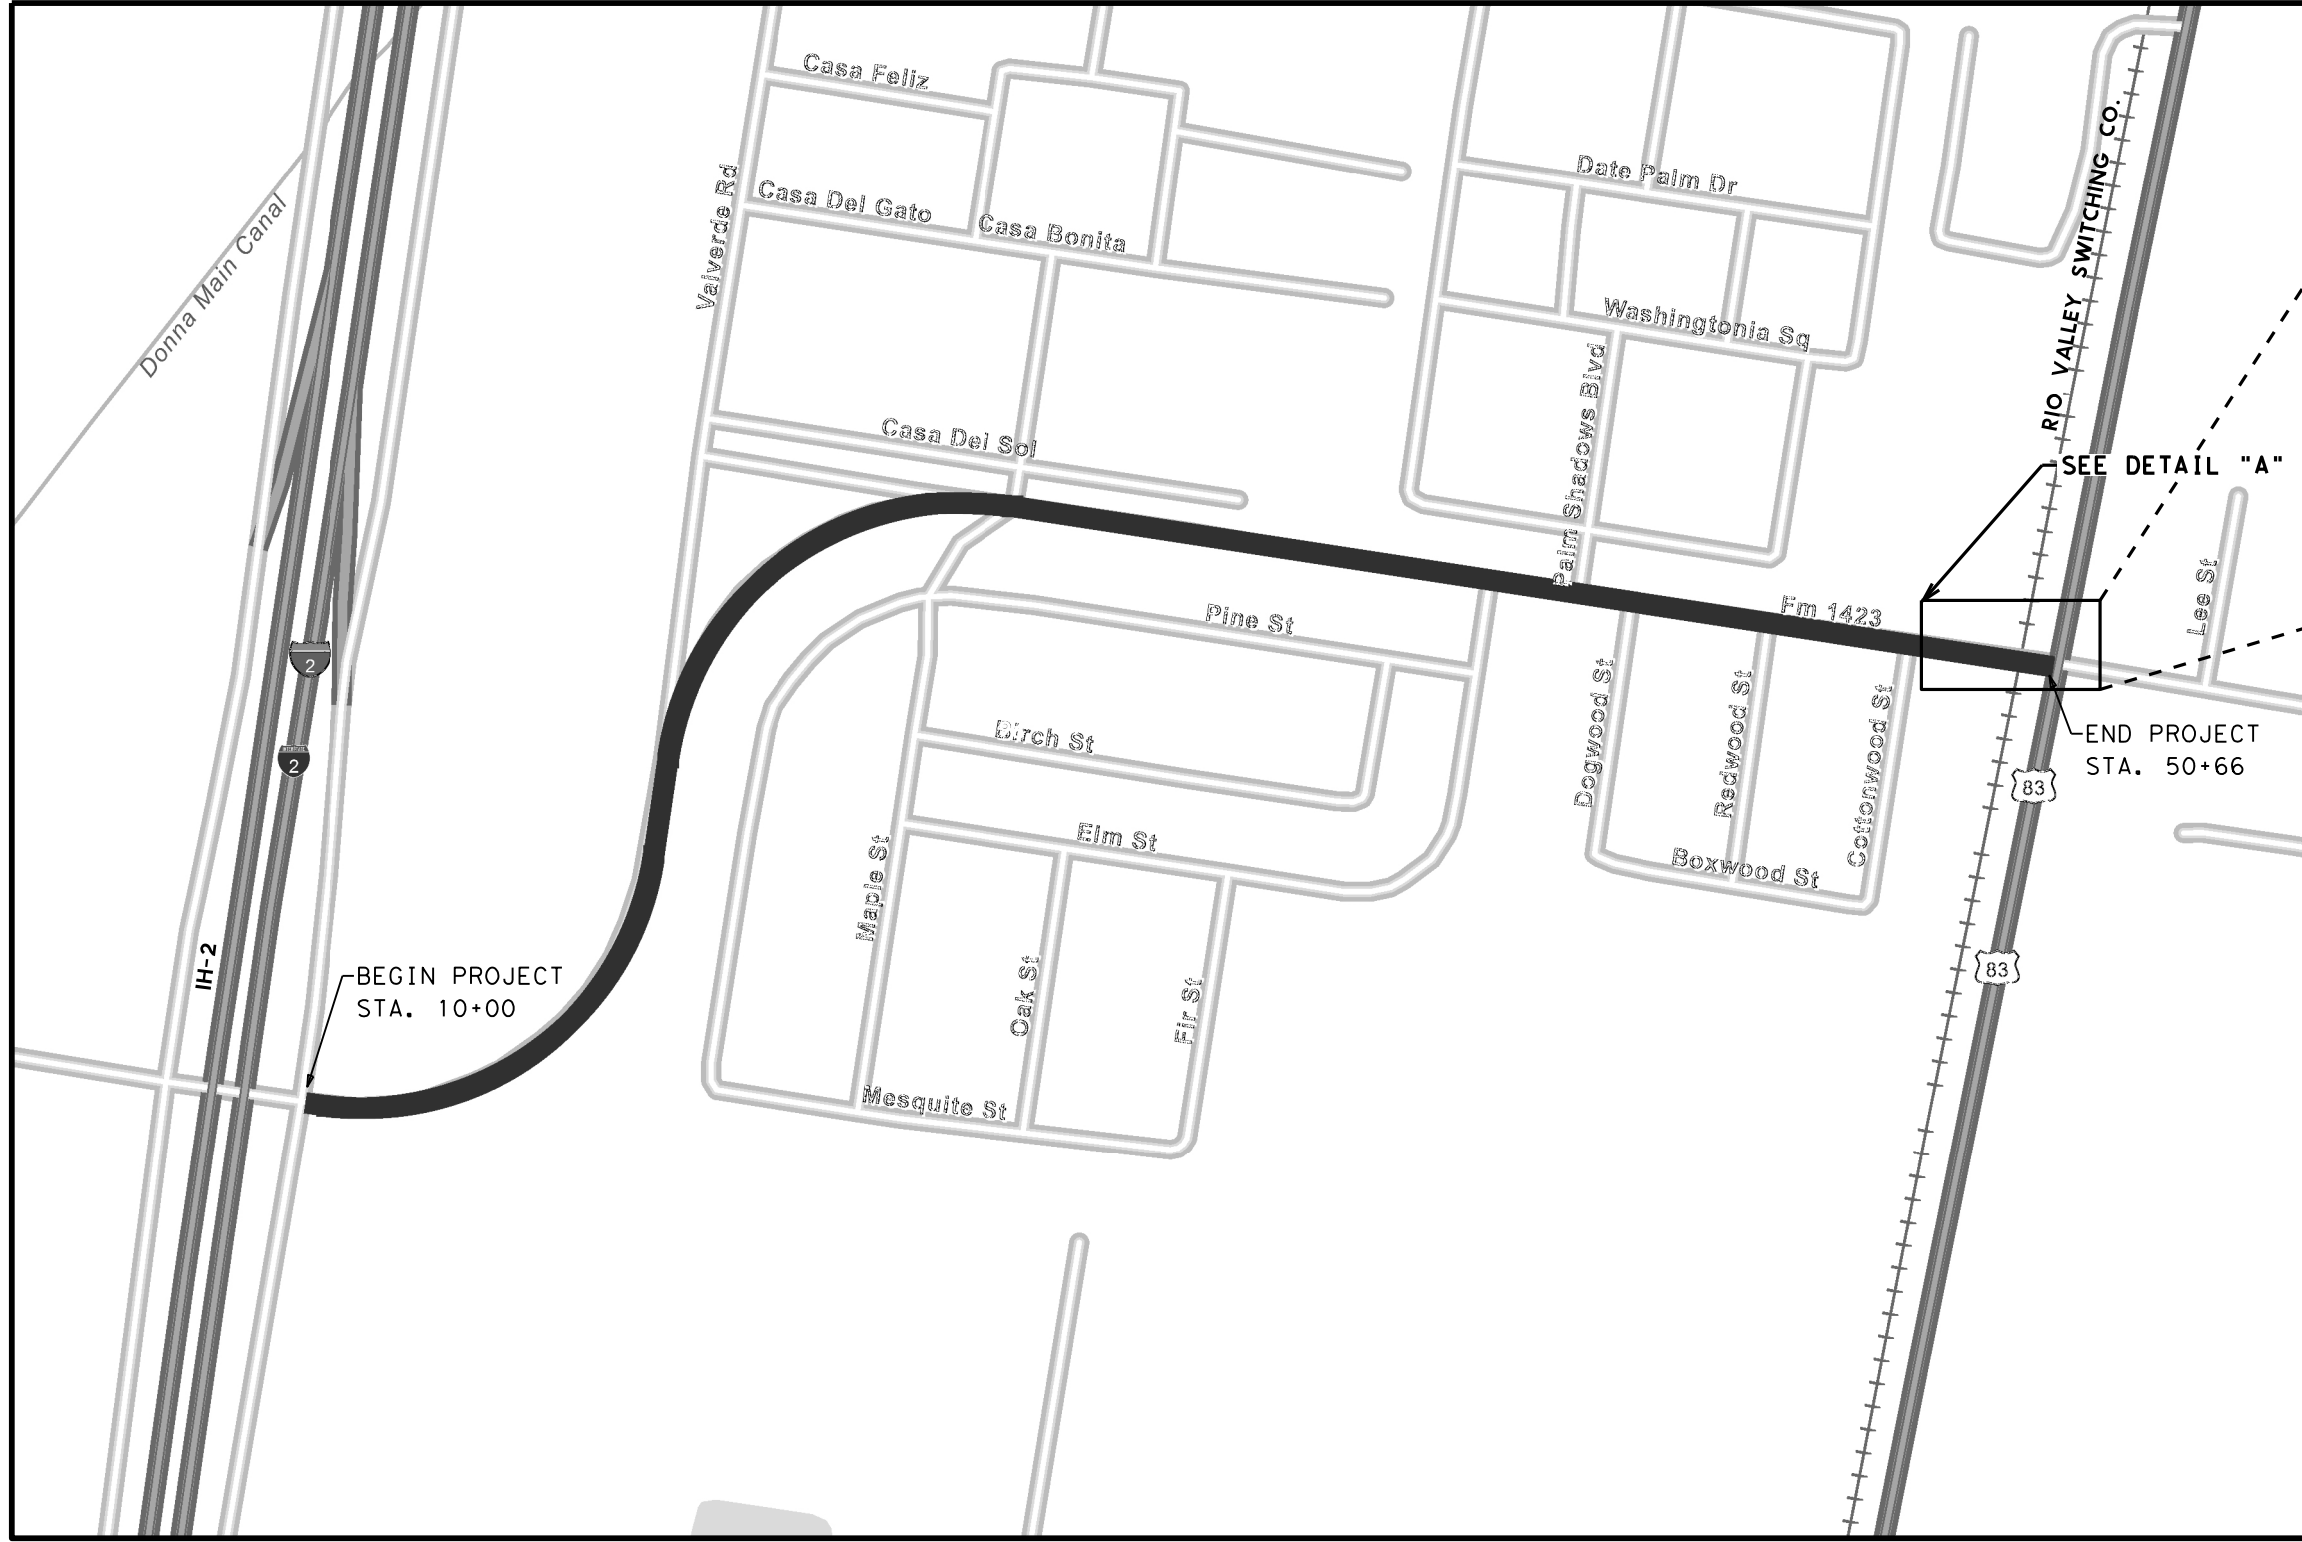 Casa Feliz
RIO VALLEY SWITCHING CO.
Date Palm Dr
Valverde Rd
Casa Del Gato
Casa Bonita
Donna Main Canal
Washingtonia Sq
Palm Shadows Blvd
Casa Del Sol
SEE DETAIL "A"
Lee St
Fm 1423
Pine St
2
Dogwood St
Redwood St
Cottonwood St
Birch St
END PROJECT
STA. 50+66
2
83
Elm St
Maple St
Boxwood St
IH-2
BEGIN PROJECT
STA. 10+00
Oak St
Fir St
83
Mesquite St